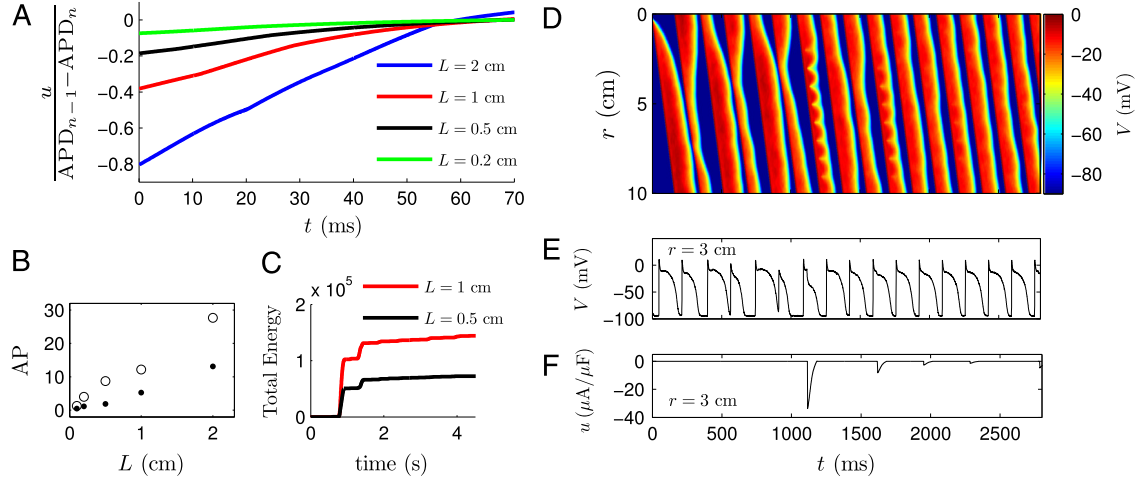 A
u
APDₙ₋₁−APDₙ
0
−0.2
−0.4
−0.6
−0.8
0 10 20 30 40 50 60 70
t (ms)
L = 2 cm
L = 1 cm
L = 0.5 cm
L = 0.2 cm
B
AP
30
20
10
0
0 1 2
L (cm)
C
x 10⁵
L = 1 cm
L = 0.5 cm
Total Energy
2
1
0
0 2 4
time (s)
D
r (cm)
0
5
10
0
−20
−40
−60
−80
V (mV)
E
V (mV)
0
−50
−100
r = 3 cm
F
u (μA/μF)
0
−20
−40
r = 3 cm
0 500 1000 1500 2000 2500
t (ms)